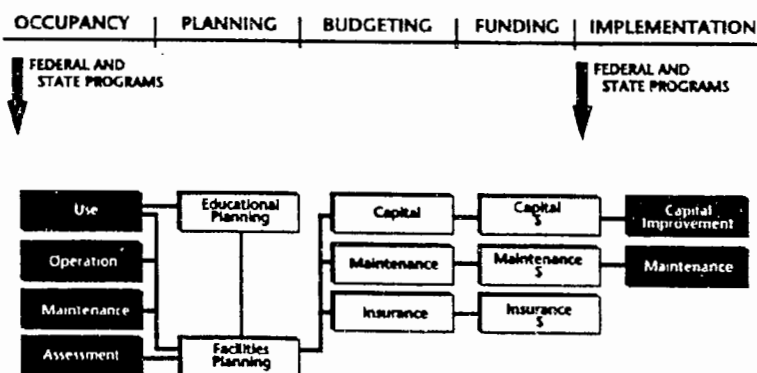 OCCUPANCY | PLANNING | BUDGETING | FUNDING | IMPLEMENTATION
FEDERAL AND
STATE PROGRAMS
FEDERAL AND
STATE PROGRAMS
Use
Educational
Planning
Capital
Capital
$
Capital
Improvement
Operation
Maintenance
Maintenance
$
Maintenance
Maintenance
Insurance
Insurance
$
Assessment
Facilities
Planning